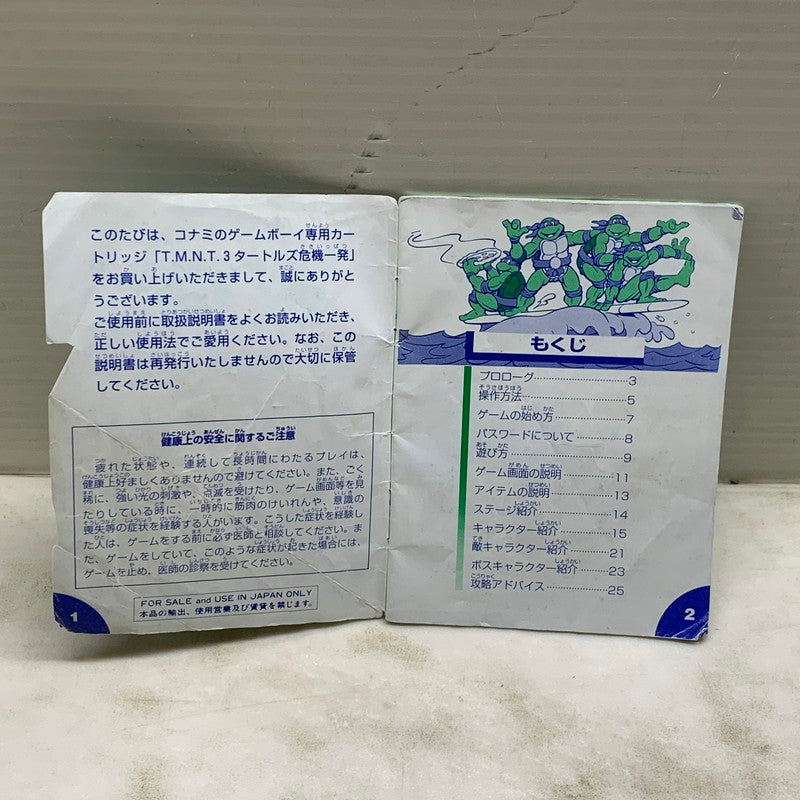 このたびは、コナミのゲームボーイ専用カー
トリッジ「T.M.N.T.3タートルズ危機一発」
をお買い上げいただきまして、誠にありがと
うございます。
ご使用前に取扱説明書をよくお読みいただき、
正しい使用法でご愛用ください。なお、この
説明書は再発行いたしませんので大切に保管
してください。
健康上の安全に関するご注意
疲れた状態や、連続して長時間にわたるプレイは、
健康上好ましくありませんので避けてください。また、ごく
稀に、強い光の刺激や、点滅を受けたり、ゲーム画面等を見
たりしている時に、一時的に筋肉のけいれんや、意識の
喪失等の症状を経験する人がいます。こうした症状を経験し
た人は、ゲームをする前に必ず医師と相談してください。ま
た、ゲームをしていて、このような症状が起きた場合には、
ゲームを止め、医師の診察を受けてください。
FOR SALE and USE IN JAPAN ONLY
本品の輸出、使用営業及び賃貸を禁じます。
1
もくじ
プロローグ……………3
操作方法……………5
ゲームの始め方……………7
パスワードについて……………8
遊び方……………9
ゲーム画面の説明……………11
アイテムの説明……………13
ステージ紹介……………14
キャラクター紹介……………15
敵キャラクター紹介……………21
ボスキャラクター紹介……………23
攻略アドバイス……………25
2